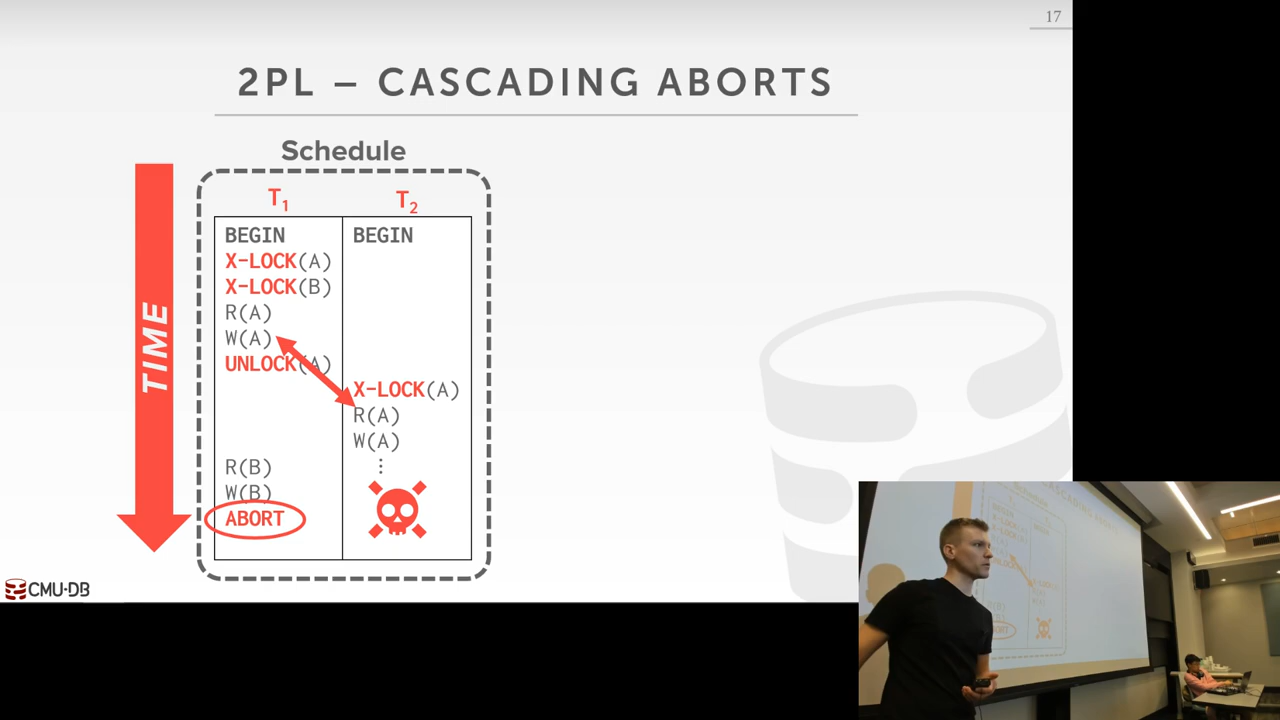 17
2PL – CASCADING ABORTS
Schedule
T1 T2
BEGIN BEGIN
X-LOCK(A)
X-LOCK(B)
R(A)
W(A)
UNLOCK(A)
X-LOCK(A)
R(A)
W(A)
⋮
R(B)
W(B)
ABORT
TIME
CMU·DB